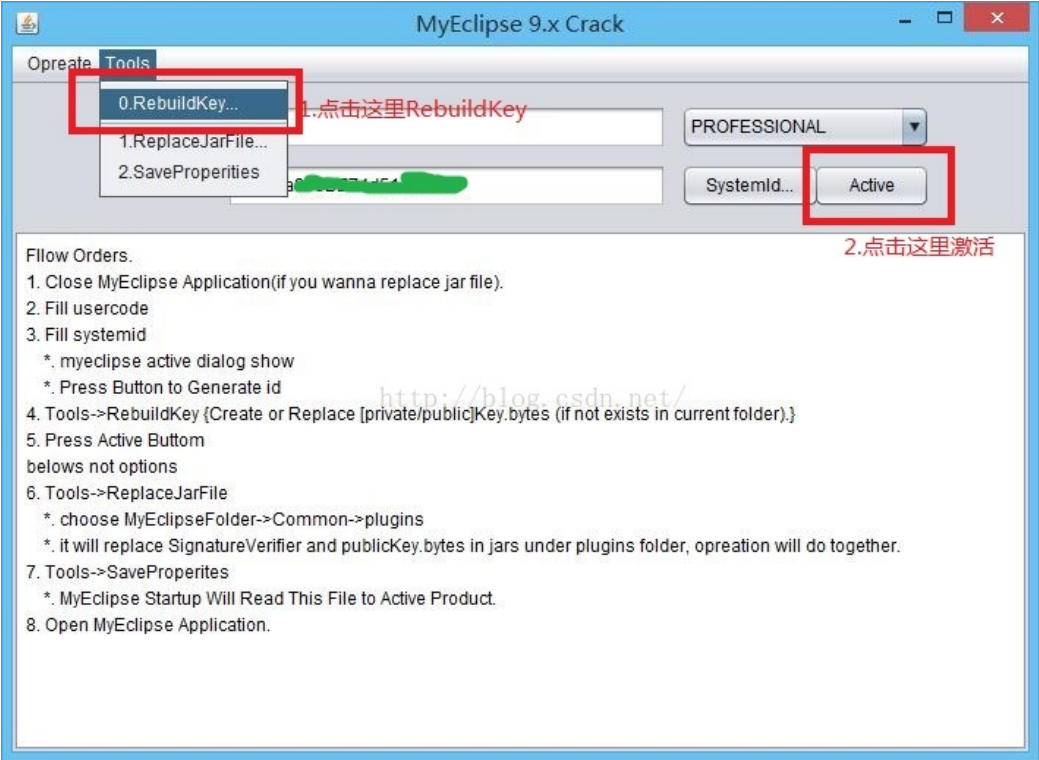 MyEclipse 9.x Crack
Opreate Tools
0.RebuildKey...
1.ReplaceJarFile...
2.SaveProperities
1.点击这里RebuildKey
PROFESSIONAL
SystemId... Active
2.点击这里激活
Fllow Orders.
1. Close MyEclipse Application(if you wanna replace jar file).
2. Fill usercode
3. Fill systemid
*. myeclipse active dialog show
*. Press Button to Generate id
http://blog.csdn.net/
4. Tools->RebuildKey {Create or Replace [private/public]Key.bytes (if not exists in current folder).}
5. Press Active Buttom
belows not options
6. Tools->ReplaceJarFile
*. choose MyEclipseFolder->Common->plugins
*. it will replace SignatureVerifier and publicKey.bytes in jars under plugins folder, opreation will do together.
7. Tools->SaveProperites
*. MyEclipse Startup Will Read This File to Active Product.
8. Open MyEclipse Application.